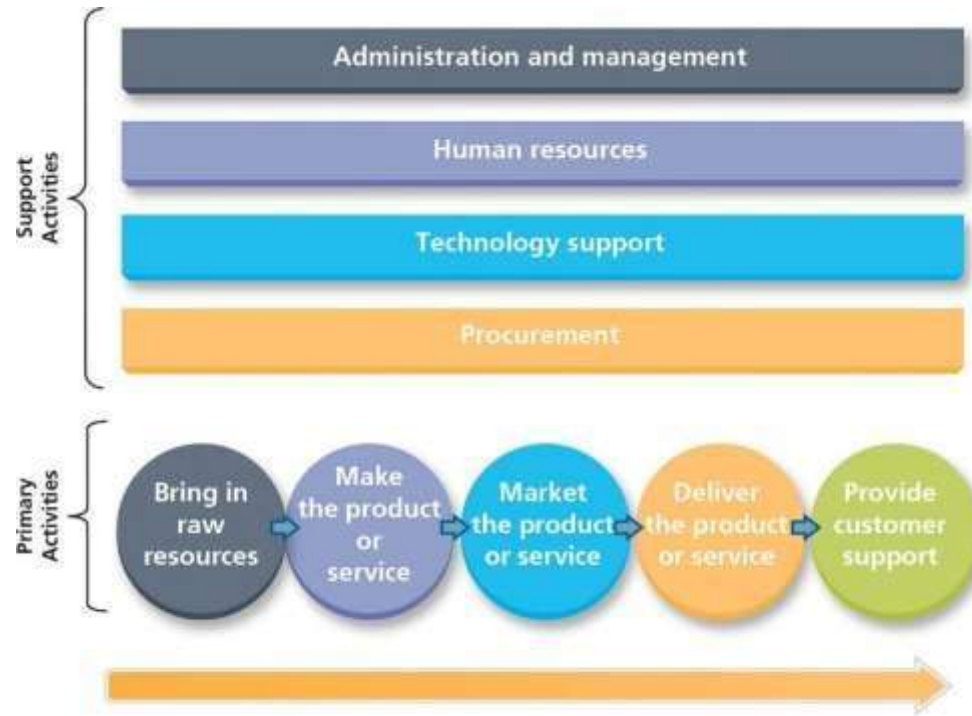 Support
Activities
Administration and management
Human resources
Technology support
Procurement
Primary
Activities
Bring in
raw
resources
Make
the product
or
service
Market
the product
or service
Deliver
the product
or service
Provide
customer
support